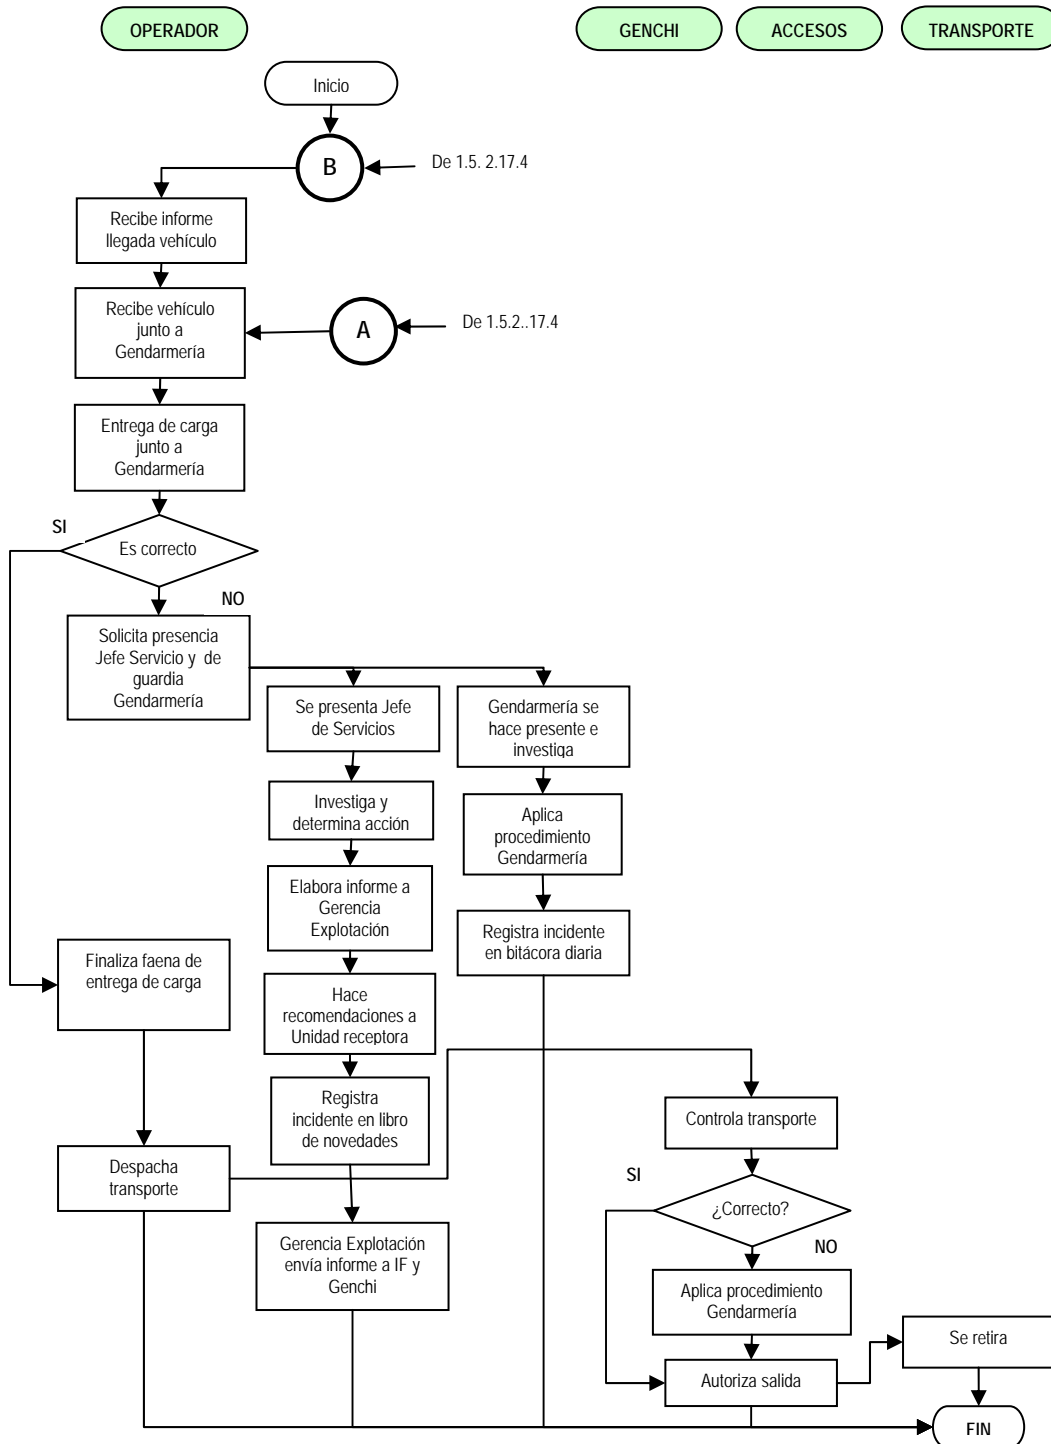 OPERADOR
GENCHI
ACCESOS
TRANSPORTE
Inicio
B
De 1.5. 2.17.4
Recibe informe
llegada vehículo
Recibe vehículo
junto a
Gendarmería
A
De 1.5.2..17.4
Entrega de carga
junto a
Gendarmería
SI
Es correcto
NO
Solicita presencia
Jefe Servicio y de
guardia
Gendarmería
Se presenta Jefe
de Servicios
Gendarmería se
hace presente e
investiga
Investiga y
determina acción
Aplica
procedimiento
Gendarmería
Elabora informe a
Gerencia
Explotación
Registra incidente
en bitácora diaria
Finaliza faena de
entrega de carga
Hace
recomendaciones a
Unidad receptora
Registra
incidente en libro
de novedades
Controla transporte
Despacha
transporte
SI
¿Correcto?
NO
Gerencia Explotación
envía informe a IF y
Genchi
Aplica procedimiento
Gendarmería
Se retira
Autoriza salida
FIN